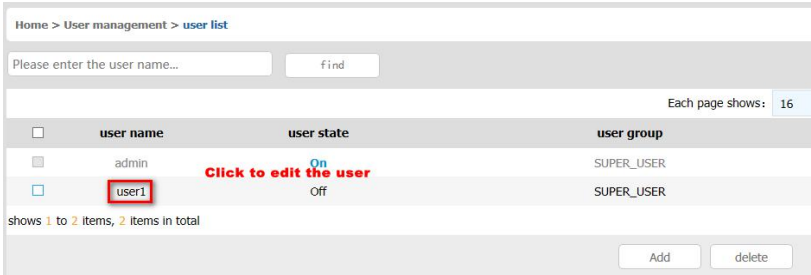 Home > User management > user list
Please enter the user name... find
Each page shows: 16
user name user state user group
admin On SUPER_USER
Click to edit the user
user1 Off SUPER_USER
shows 1 to 2 items, 2 items in total
Add delete